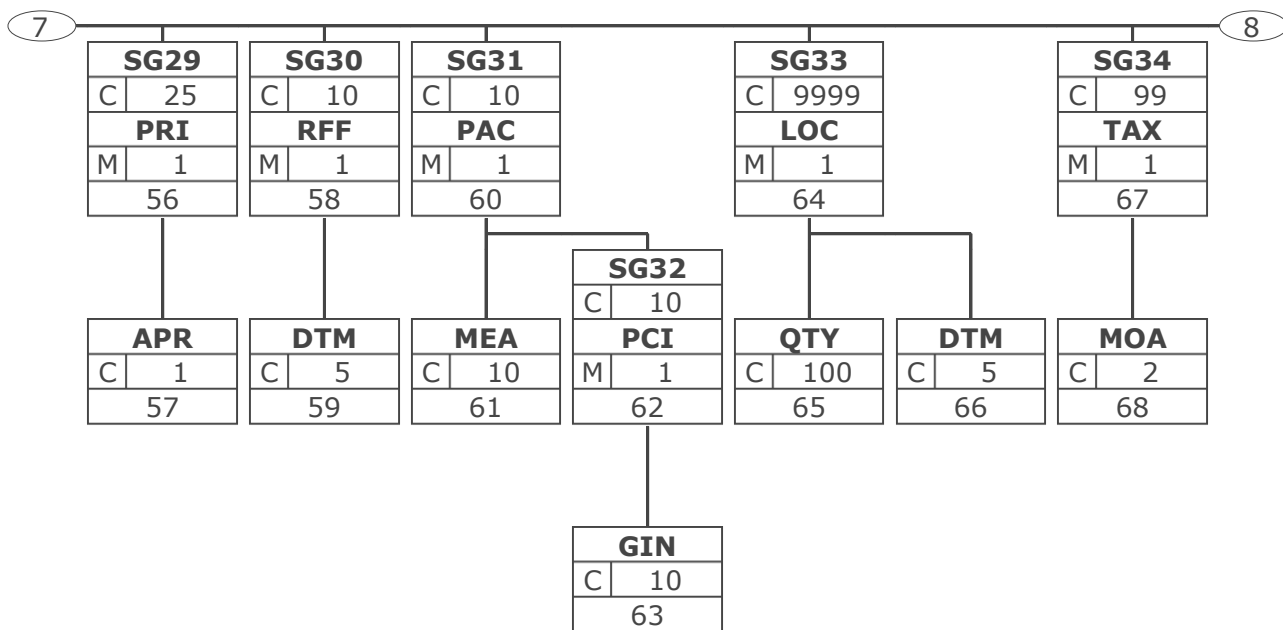 7 8
SG29 SG30 SG31 SG33 SG34
C 25 C 10 C 10 C 9999 C 99
PRI RFF PAC LOC TAX
M 1 M 1 M 1 M 1 M 1
56 58 60 64 67
SG32
C 10
APR DTM MEA PCI QTY DTM MOA
C 1 C 5 C 10 M 1 C 100 C 5 C 2
57 59 61 62 65 66 68
GIN
C 10
63